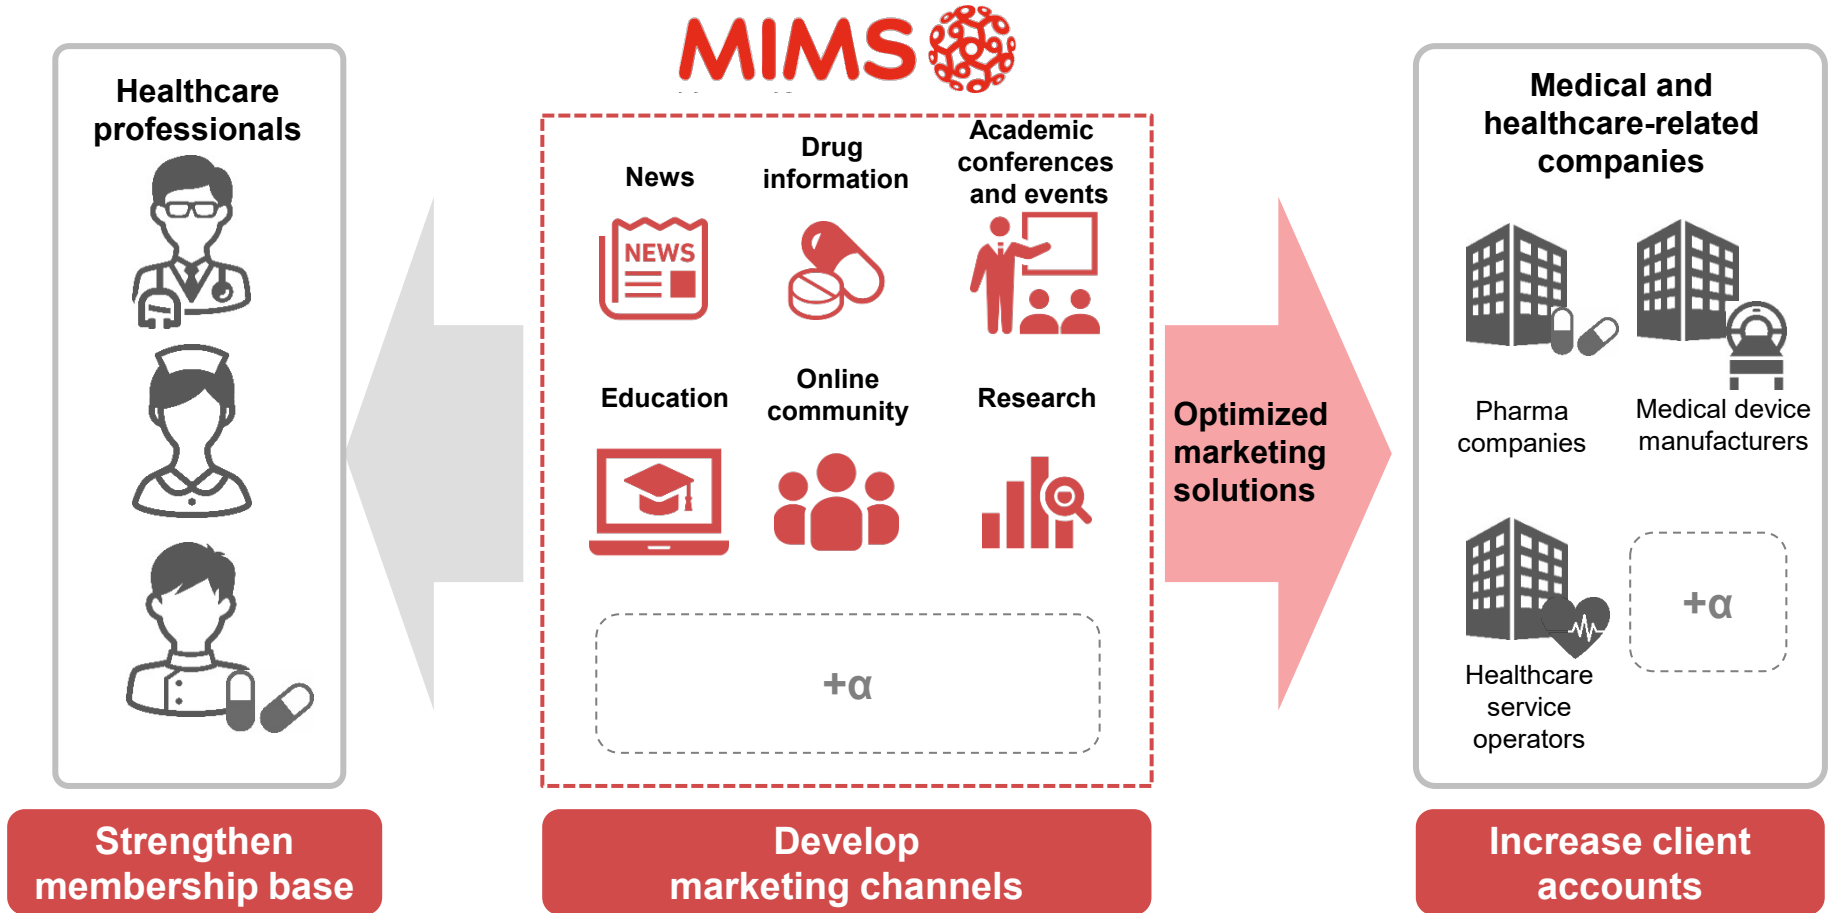 MIMS
Healthcare
professionals
News
Drug
information
Academic
conferences
and events
NEWS
Education
Online
community
Research
+α
Optimized
marketing
solutions
Medical and
healthcare-related
companies
Pharma
companies
Medical device
manufacturers
Healthcare
service
operators
+α
Strengthen
membership base
Develop
marketing channels
Increase client
accounts